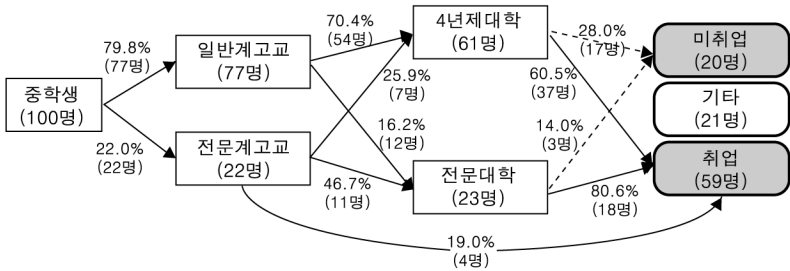 중학생
(100명)
79.8%
(77명)
22.0%
(22명)
일반계고교
(77명)
전문계고교
(22명)
70.4%
(54명)
25.9%
(7명)
16.2%
(12명)
46.7%
(11명)
4년제대학
(61명)
전문대학
(23명)
28.0%
(17명)
60.5%
(37명)
14.0%
(3명)
80.6%
(18명)
19.0%
(4명)
미취업
(20명)
기타
(21명)
취업
(59명)